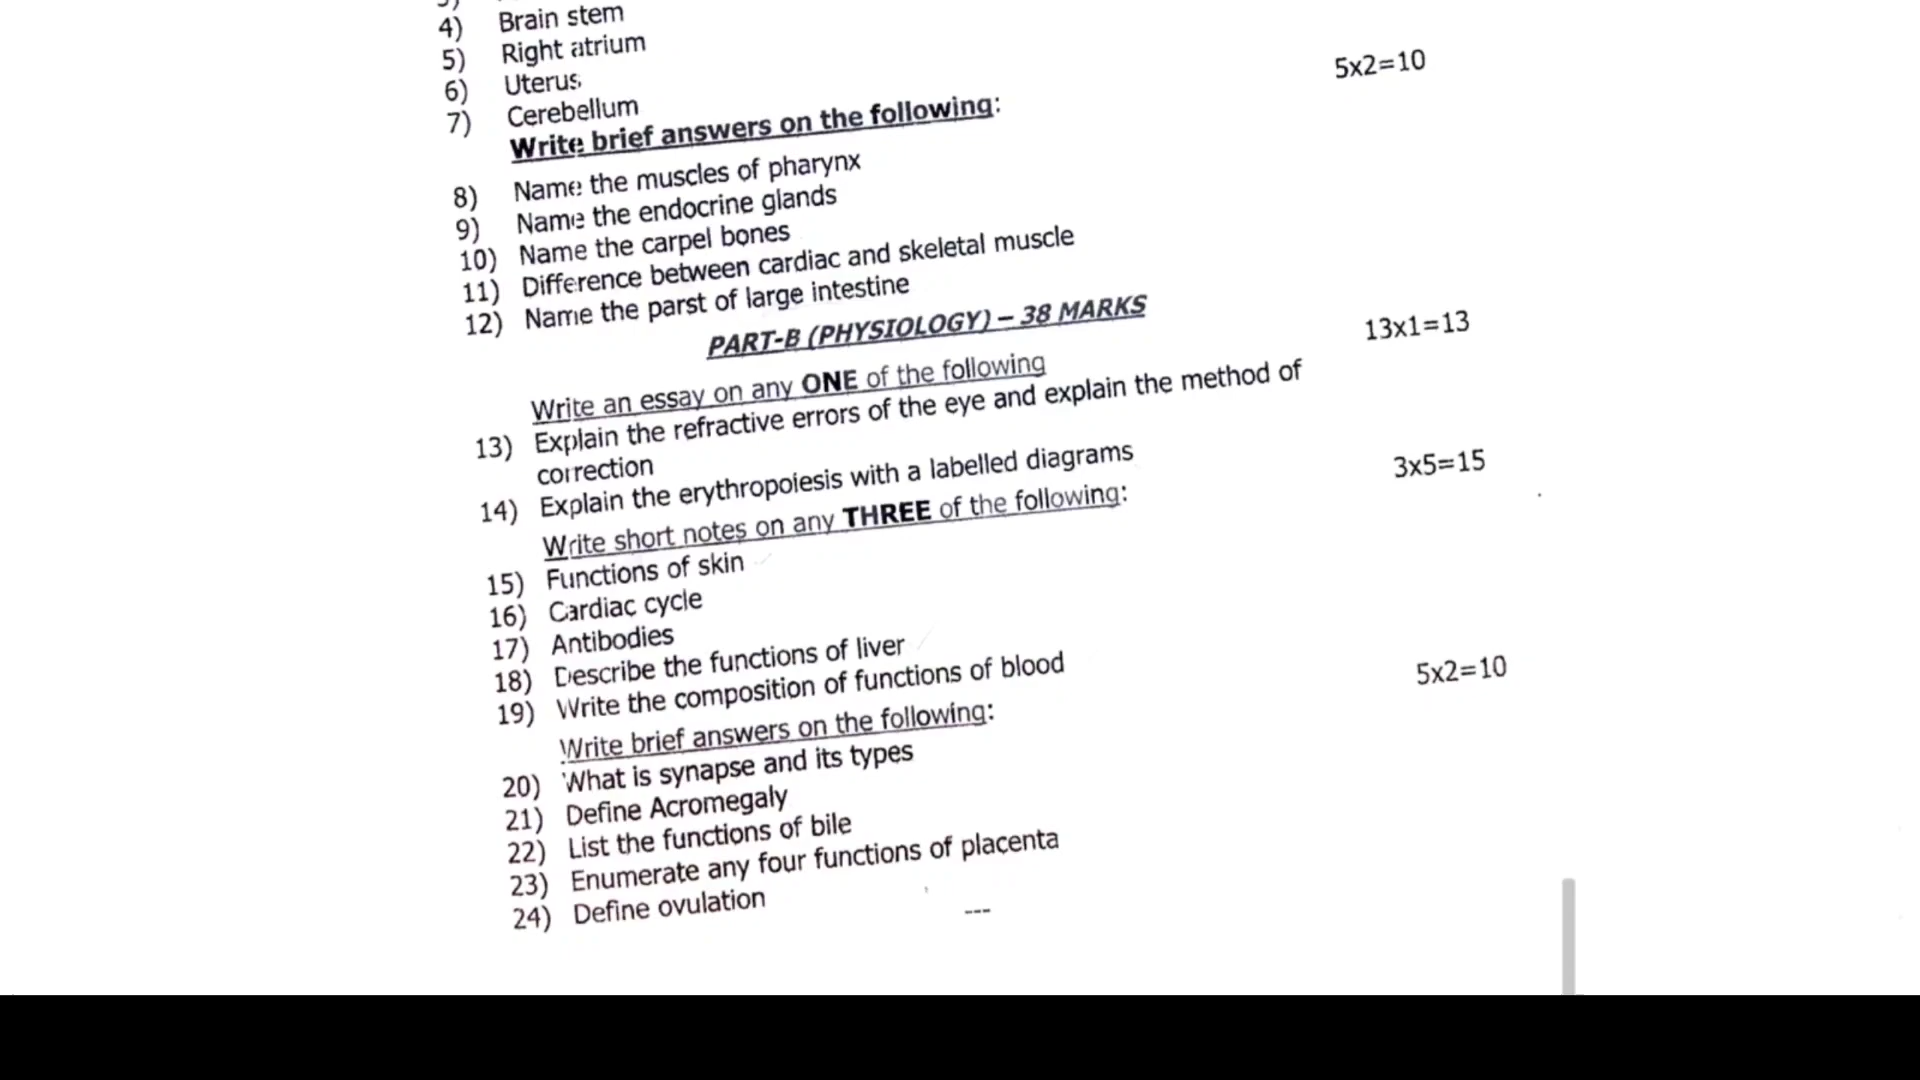 4) Brain stem
5) Right atrium
6) Uterus
7) Cerebellum
Write brief answers on the following: 5x2=10
8) Name the muscles of pharynx
9) Name the endocrine glands
10) Name the carpel bones
11) Difference between cardiac and skeletal muscle
12) Name the parst of large intestine
PART-B (PHYSIOLOGY) – 38 MARKS
Write an essay on any ONE of the following 13x1=13
13) Explain the refractive errors of the eye and explain the method of
correction
14) Explain the erythropoiesis with a labelled diagrams
Write short notes on any THREE of the following: 3x5=15
15) Functions of skin
16) Cardiac cycle
17) Antibodies
18) Describe the functions of liver
19) Write the composition of functions of blood
Write brief answers on the following: 5x2=10
20) What is synapse and its types
21) Define Acromegaly
22) List the functions of bile
23) Enumerate any four functions of placenta
24) Define ovulation
---